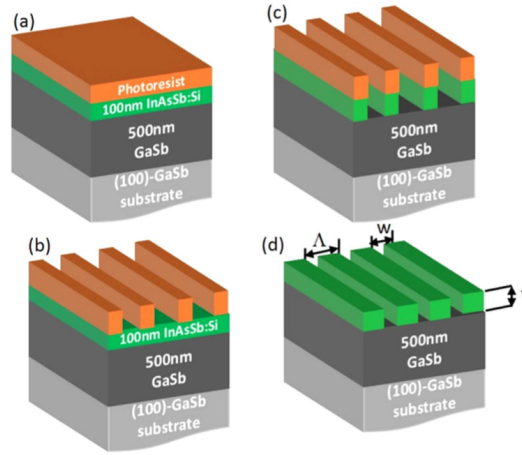 (a)
Photoresist
100nm InAsSb:Si
500nm
GaSb
(100)-GaSb
substrate
(b)
100nm InAsSb:Si
500nm
GaSb
(100)-GaSb
substrate
(c)
500nm
GaSb
(100)-GaSb
substrate
(d)
Λ
w
500nm
GaSb
(100)-GaSb
substrate